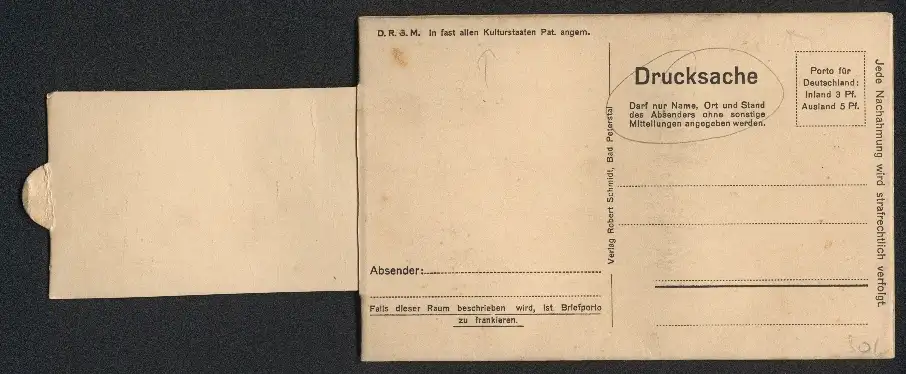 D. R. G. M. In fast allen Kulturstaaten Pat. angem.
Absender:
Falls dieser Raum beschrieben wird, ist Briefporto
zu frankieren.
Verlag Robert Schmidt, Bad Peterstal
Drucksache
Darf nur Name, Ort und Stand
des Absenders ohne sonstige
Mitteilungen angegeben werden.
Porto für
Deutschland:
Inland 3 Pf.
Ausland 5 Pf.
Jede Nachahmung wird strafrechtlich verfolgt.